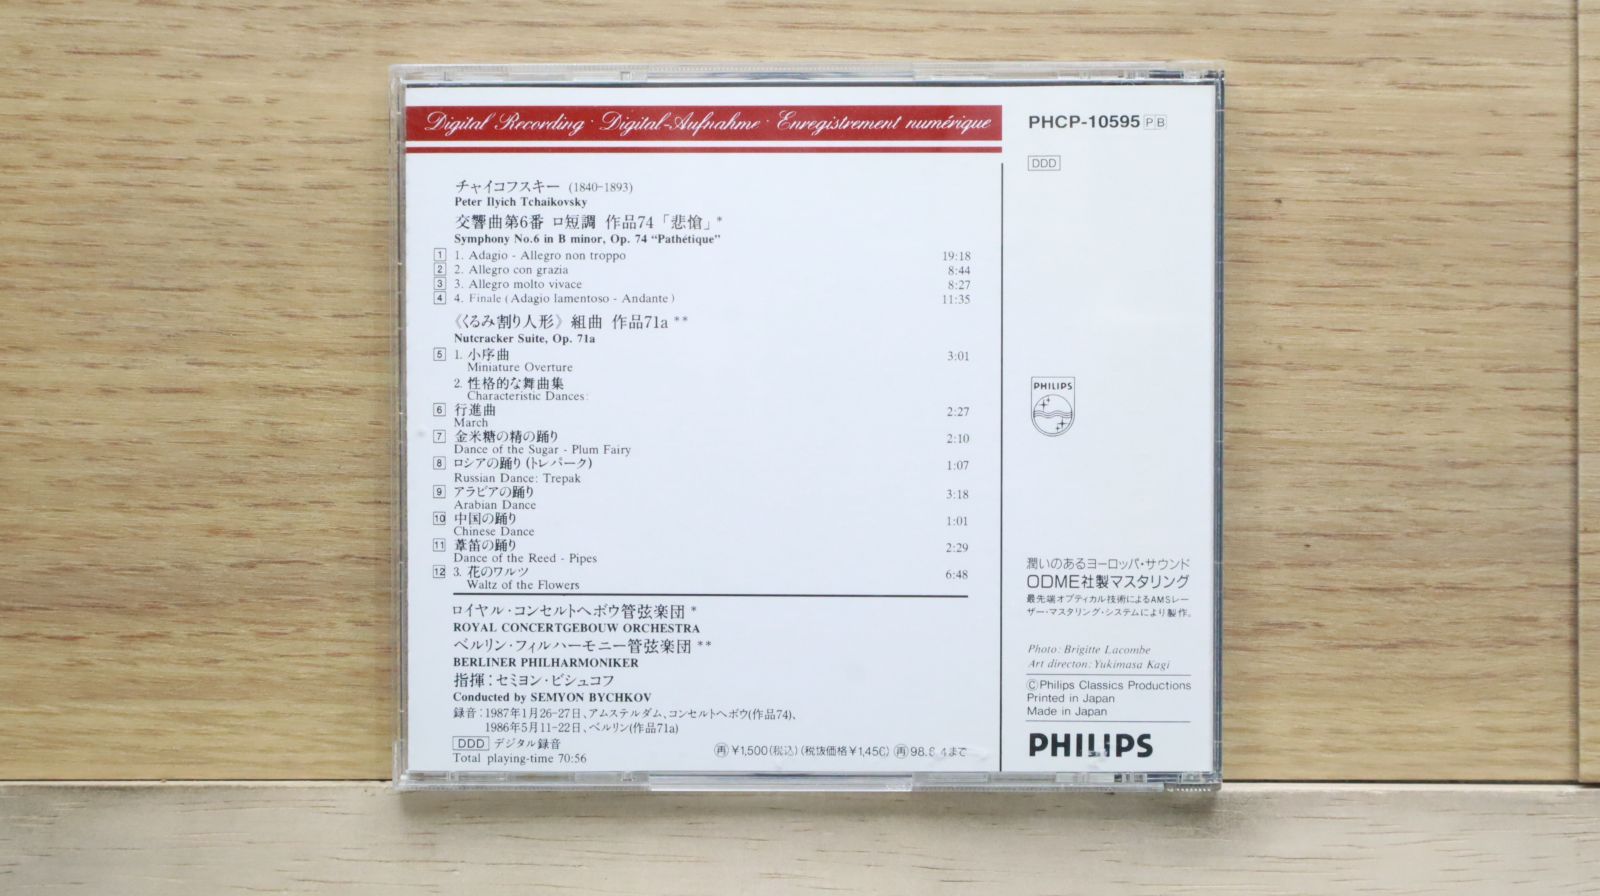 Digital Recording · Digital-Aufnahme · Enregistrement numérique
チャイコフスキー (1840-1893)
Peter Ilyich Tchaikovsky
交響曲第6番 ロ短調 作品74「悲愴」*
Symphony No.6 in B minor, Op. 74 “Pathétique”
1 1. Adagio - Allegro non troppo 19:18
2 2. Allegro con grazia 8:44
3 3. Allegro molto vivace 8:27
4 4. Finale (Adagio lamentoso - Andante) 11:35
《くるみ割り人形》組曲 作品71a **
Nutcracker Suite, Op. 71a
5 1. 小序曲 3:01
Miniature Overture
2. 性格的な舞曲集
Characteristic Dances:
6 行進曲 2:27
March
7 金米糖の精の踊り 2:10
Dance of the Sugar - Plum Fairy
8 ロシアの踊り(トレパーク) 1:07
Russian Dance: Trepak
9 アラビアの踊り 3:18
Arabian Dance
10 中国の踊り 1:01
Chinese Dance
11 葦笛の踊り 2:29
Dance of the Reed - Pipes
12 3. 花のワルツ 6:48
Waltz of the Flowers
ロイヤル・コンセルトヘボウ管弦楽団 *
ROYAL CONCERTGEBOUW ORCHESTRA
ベルリン・フィルハーモニー管弦楽団 **
BERLINER PHILHARMONIKER
指揮：セミヨン・ビシュコフ
Conducted by SEMYON BYCHKOV
録音：1987年1月26-27日、アムステルダム、コンセルトヘボウ(作品74)、
1986年5月11-22日、ベルリン(作品71a)
DDD デジタル録音
Total playing-time 70:56
再 ¥1,500(税込)(税抜価格¥1,456) 再 98.8.4まで
PHCP-10595 PB
DDD
PHILIPS
潤いのあるヨーロッパ・サウンド
ODME社製マスタリング
最先端オプティカル技術によるAMSレー
ザー・マスタリング・システムにより製作。
Photo: Brigitte Lacombe
Art directon: Yukimasa Kagi
©Philips Classics Productions
Printed in Japan
Made in Japan
PHILIPS